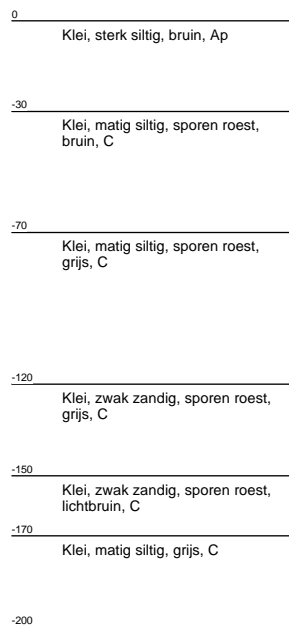 0
Klei, sterk siltig, bruin, Ap
-30
Klei, matig siltig, sporen roest,
bruin, C
-70
Klei, matig siltig, sporen roest,
grijs, C
-120
Klei, zwak zandig, sporen roest,
grijs, C
-150
Klei, zwak zandig, sporen roest,
lichtbruin, C
-170
Klei, matig siltig, grijs, C
-200